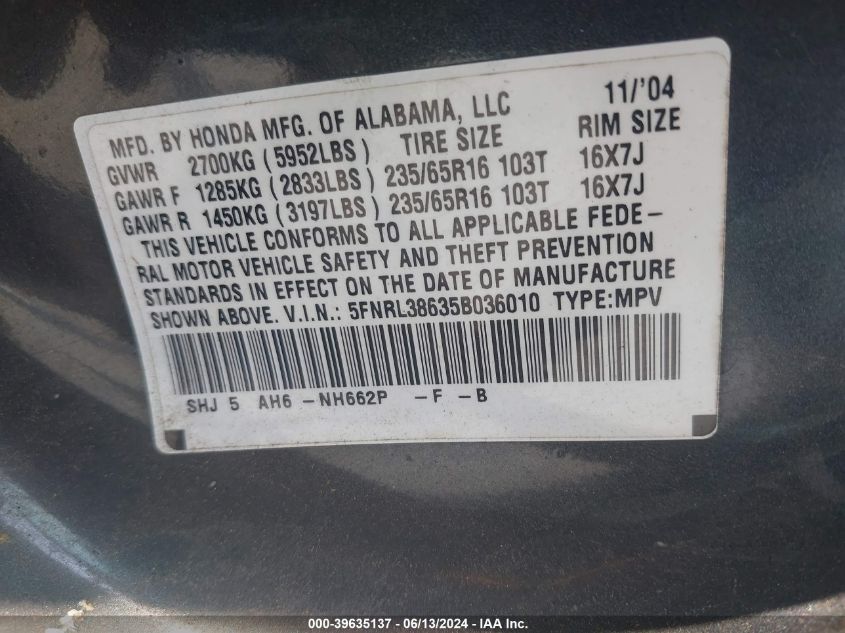 MFD. BY HONDA MFG. OF ALABAMA, LLC 11/'04
GVWR 2700KG (5952LBS) TIRE SIZE RIM SIZE
GAWR F 1285KG (2833LBS) 235/65R16 103T 16X7J
GAWR R 1450KG (3197LBS) 235/65R16 103T 16X7J
THIS VEHICLE CONFORMS TO ALL APPLICABLE FEDE-
RAL MOTOR VEHICLE SAFETY AND THEFT PREVENTION
STANDARDS IN EFFECT ON THE DATE OF MANUFACTURE
SHOWN ABOVE. V.I.N.: 5FNRL38635B036010 TYPE:MPV
SHJ 5 AH6 -NH662P -F -B
000-39635137 - 06/13/2024 - IAA Inc.